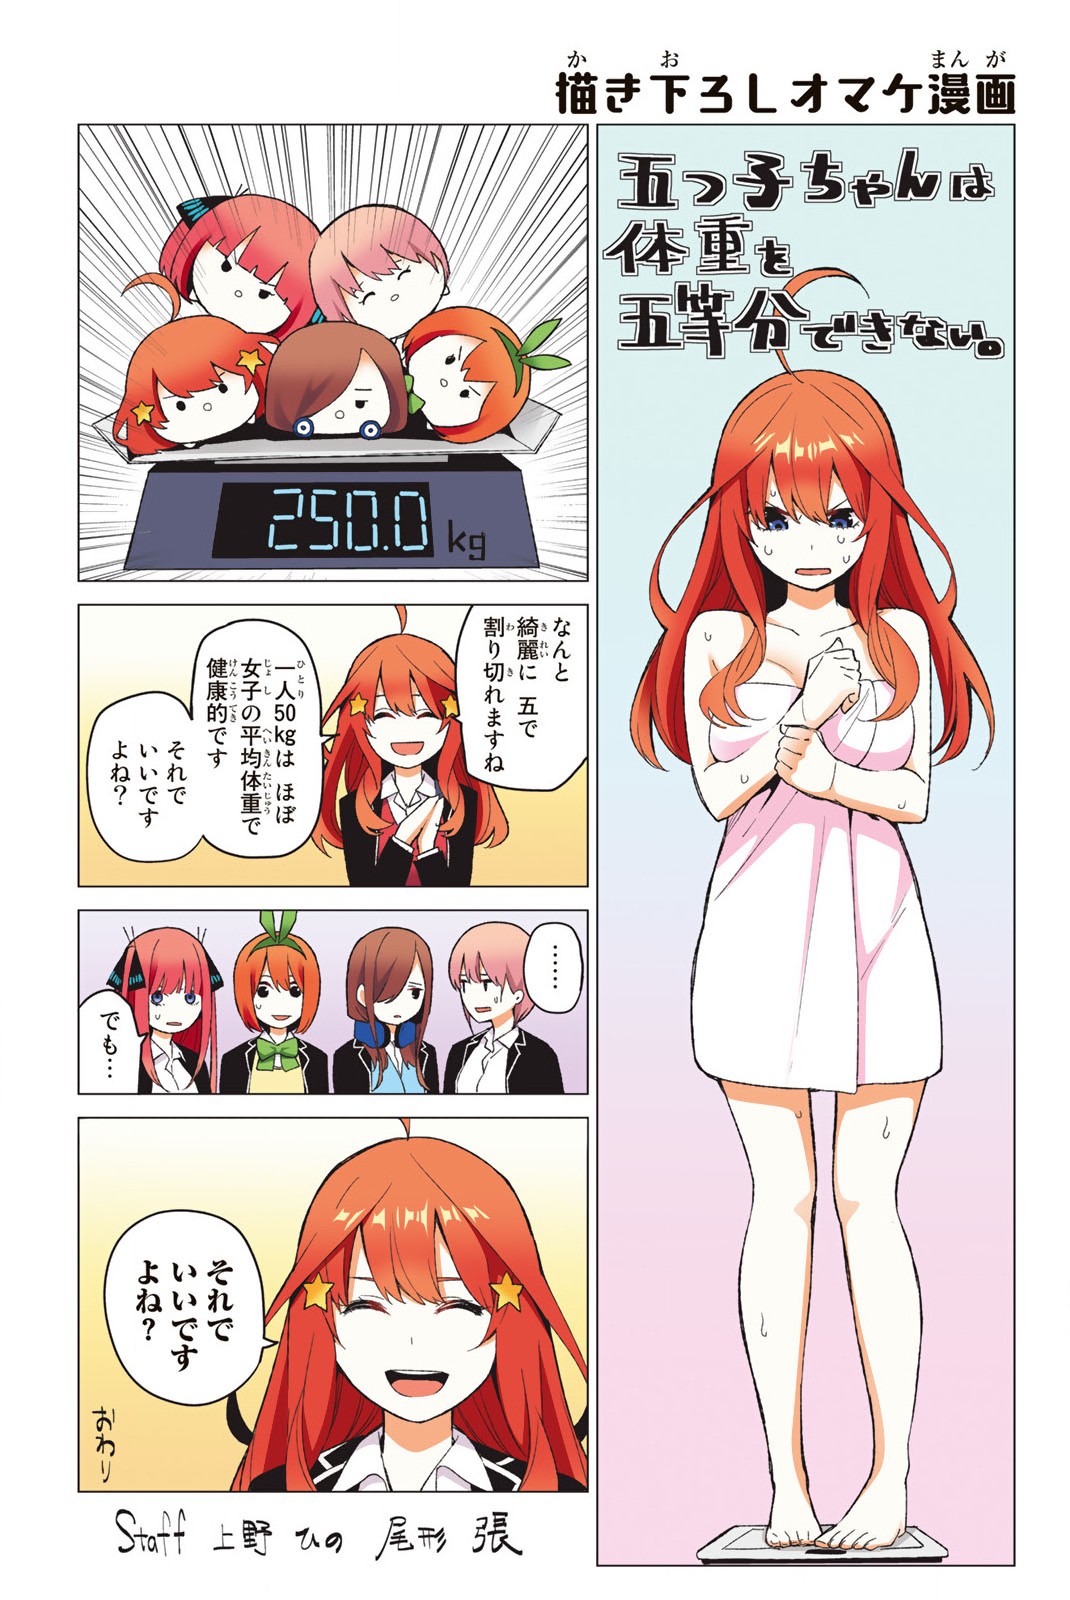 描き下ろしオマケ漫画
五つ子ちゃんは
体重を
五等分できない。
250.0 kg
なんと
綺麗に 五で
割り切れますね
一人50kgは ほぼ
女子の平均体重で
健康的です
それで
いいです
よね？
……
でも…
それで
いいです
よね？
おわり
Staff 上野 ひの 尾形 張